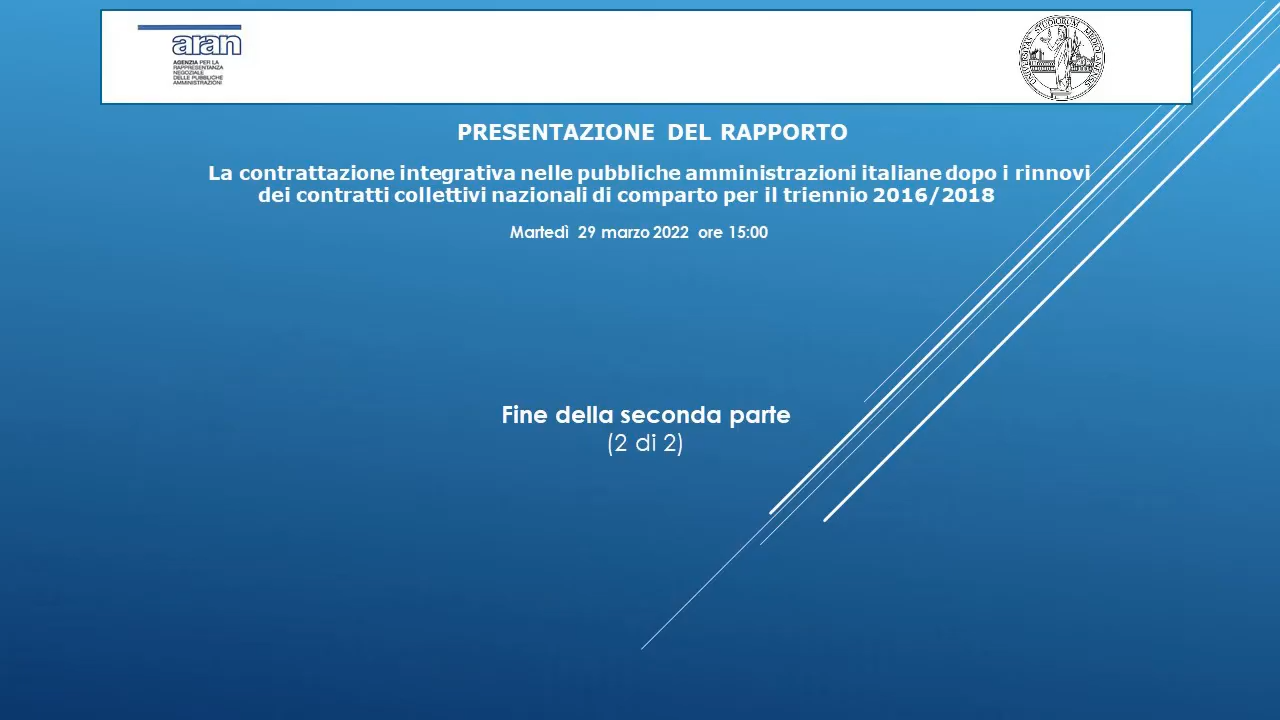 aran
AGENZIA PER LA
RAPPRESENTANZA
NEGOZIALE
DELLE PUBBLICHE
AMMINISTRAZIONI
PRESENTAZIONE DEL RAPPORTO
La contrattazione integrativa nelle pubbliche amministrazioni italiane dopo i rinnovi
dei contratti collettivi nazionali di comparto per il triennio 2016/2018
Martedì 29 marzo 2022 ore 15:00
Fine della seconda parte
(2 di 2)